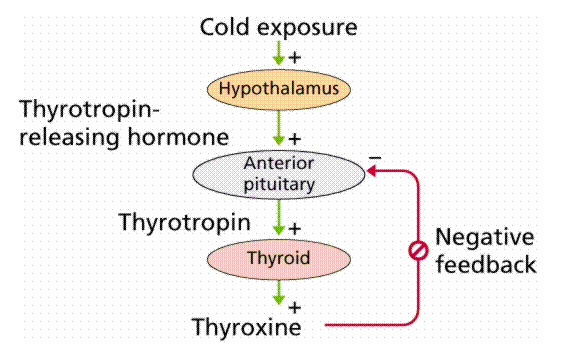 Cold exposure
+
Hypothalamus
Thyrotropin-
releasing hormone
+
Anterior
pituitary
−
Thyrotropin
+
Thyroid
Negative
feedback
+
Thyroxine